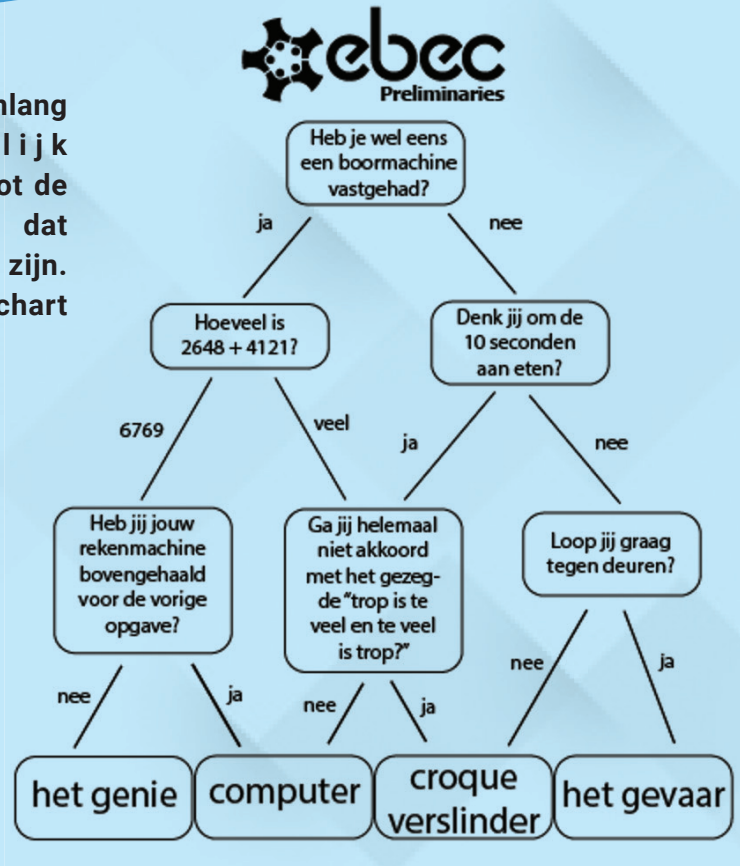 ebec
Preliminaries
nlang
lijk
ot de
dat
zijn.
chart
Heb je wel eens
een boormachine
vastgehad?
ja
nee
Hoeveel is
2648 + 4121?
Denk jij om de
10 seconden
aan eten?
6769
veel
ja
nee
Heb jij jouw
rekenmachine
bovengehaald
voor de vorige
opgave?
Ga jij helemaal
niet akkoord
met het gezeg-
de "trop is te
veel en te veel
is trop?"
Loop jij graag
tegen deuren?
nee
ja
nee
ja
nee
ja
het genie
computer
croque
verslinder
het gevaar